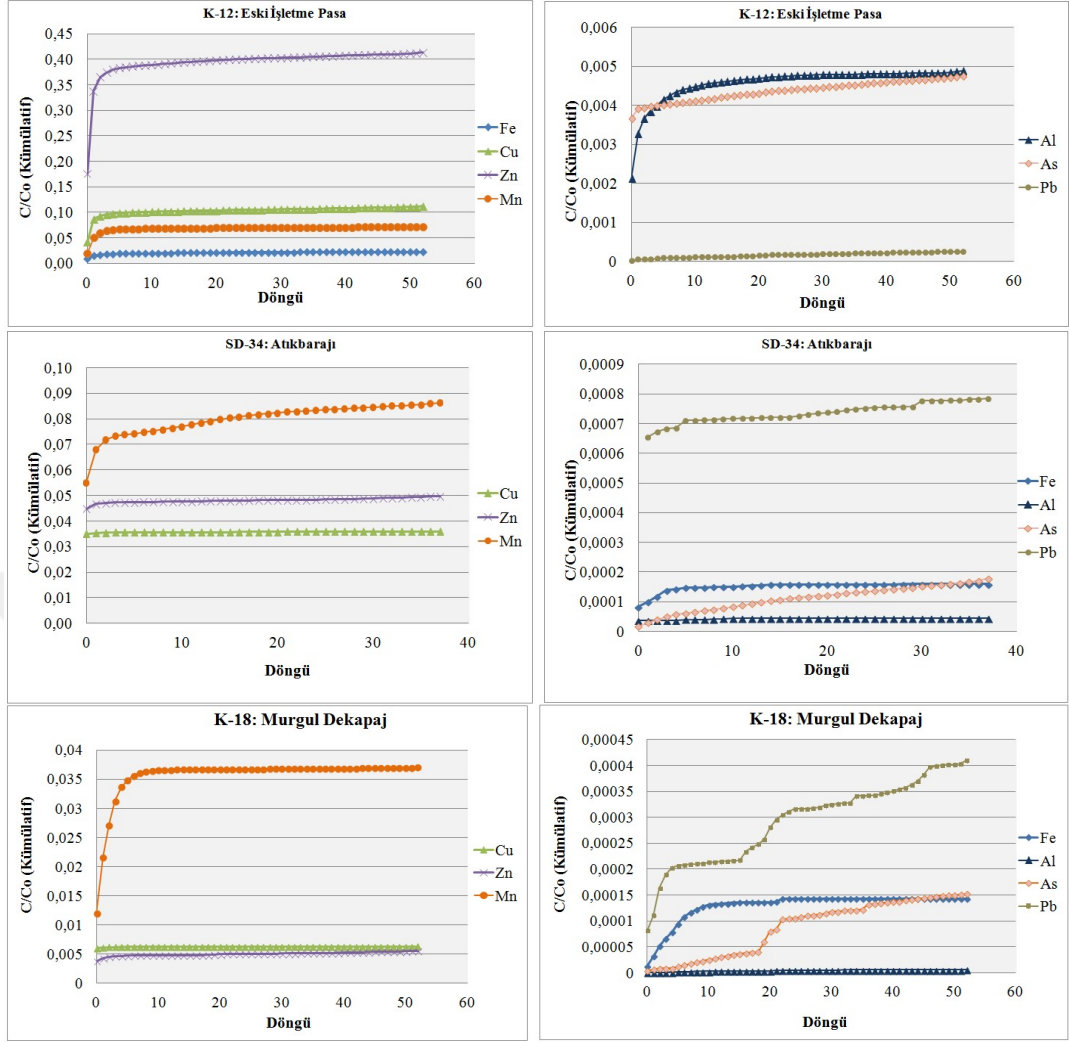 K-12: Eski İşletme Pasa
C/Co (Kümülatif)
0,45
0,40
0,35
0,30
0,25
0,20
0,15
0,10
0,05
0,00
0 10 20 30 40 50 60
Döngü
Fe
Cu
Zn
Mn
K-12: Eski İşletme Pasa
C/Co (Kümülatif)
0,006
0,005
0,004
0,003
0,002
0,001
0
0 10 20 30 40 50 60
Döngü
Al
As
Pb
SD-34: Atıkbarajı
C/Co (Kümülatif)
0,10
0,09
0,08
0,07
0,06
0,05
0,04
0,03
0,02
0,01
0,00
0 10 20 30 40
Döngü
Cu
Zn
Mn
SD-34: Atıkbarajı
C/Co (Kümülatif)
0,0009
0,0008
0,0007
0,0006
0,0005
0,0004
0,0003
0,0002
0,0001
0
0 10 20 30 40
Döngü
Fe
Al
As
Pb
K-18: Murgul Dekapaj
C/Co (Kümülatif)
0,04
0,035
0,03
0,025
0,02
0,015
0,01
0,005
0
0 10 20 30 40 50 60
Döngü
Cu
Zn
Mn
K-18: Murgul Dekapaj
C/Co (Kümülatif)
0,00045
0,0004
0,00035
0,0003
0,00025
0,0002
0,00015
0,0001
0,00005
0
0 10 20 30 40 50 60
Döngü
Fe
Al
As
Pb